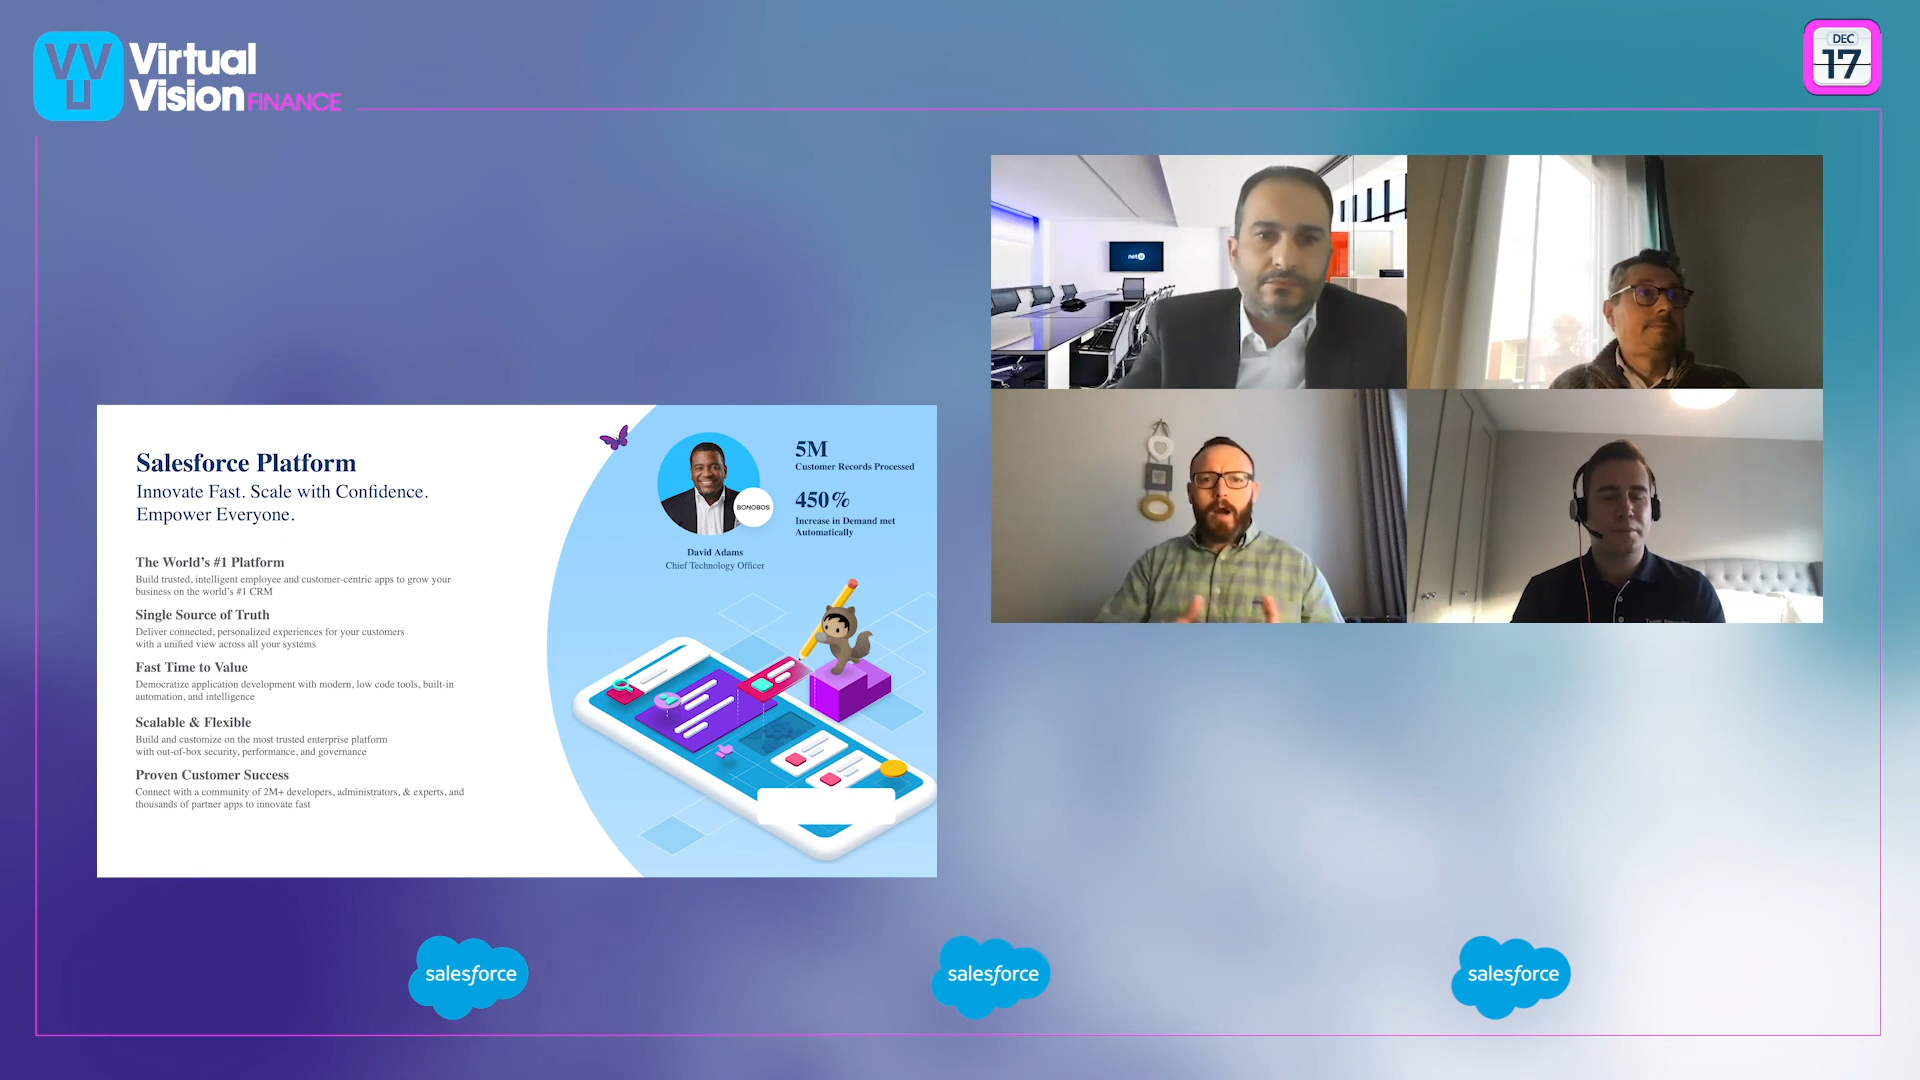 VVU
Virtual
Vision FINANCE
DEC
17
netU
Salesforce Platform
Innovate Fast. Scale with Confidence.
Empower Everyone.
The World's #1 Platform
Build trusted, intelligent employee and customer-centric apps to grow your
business on the world's #1 CRM
Single Source of Truth
Deliver connected, personalized experiences for your customers
with a unified view across all your systems
Fast Time to Value
Democratize application development with modern, low code tools, built-in
automation, and intelligence
Scalable & Flexible
Build and customize on the most trusted enterprise platform
with out-of-box security, performance, and governance
Proven Customer Success
Connect with a community of 2M+ developers, administrators, & experts, and
thousands of partner apps to innovate fast
BONOBOS
David Adams
Chief Technology Officer
5M
Customer Records Processed
450%
Increase in Demand met
Automatically
salesforce
salesforce
salesforce